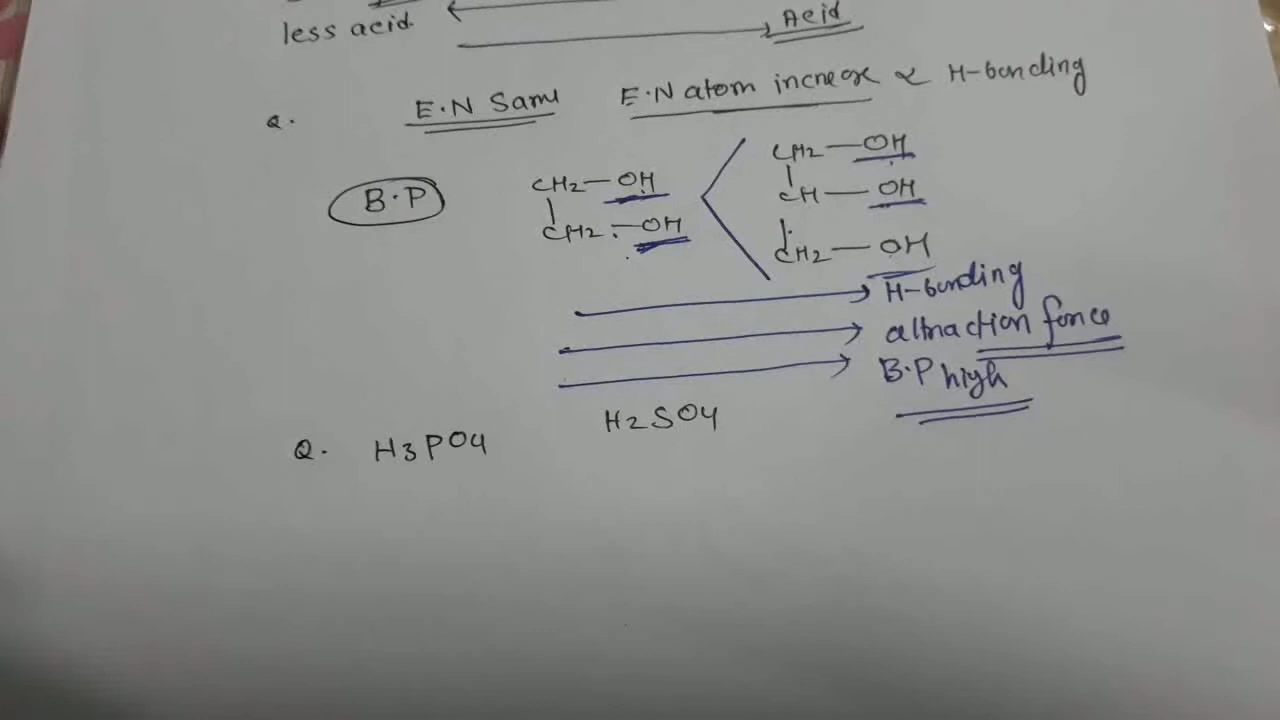 less acid.
Acid
Q. E.N Same E.N atom increase ∝ H-bonding
B.P
CH2—OH < CH2—OH
CH2—OH CH—OH
CH2—OH
H-bonding
attraction force
B.P high
Q. H3PO4 H2SO4